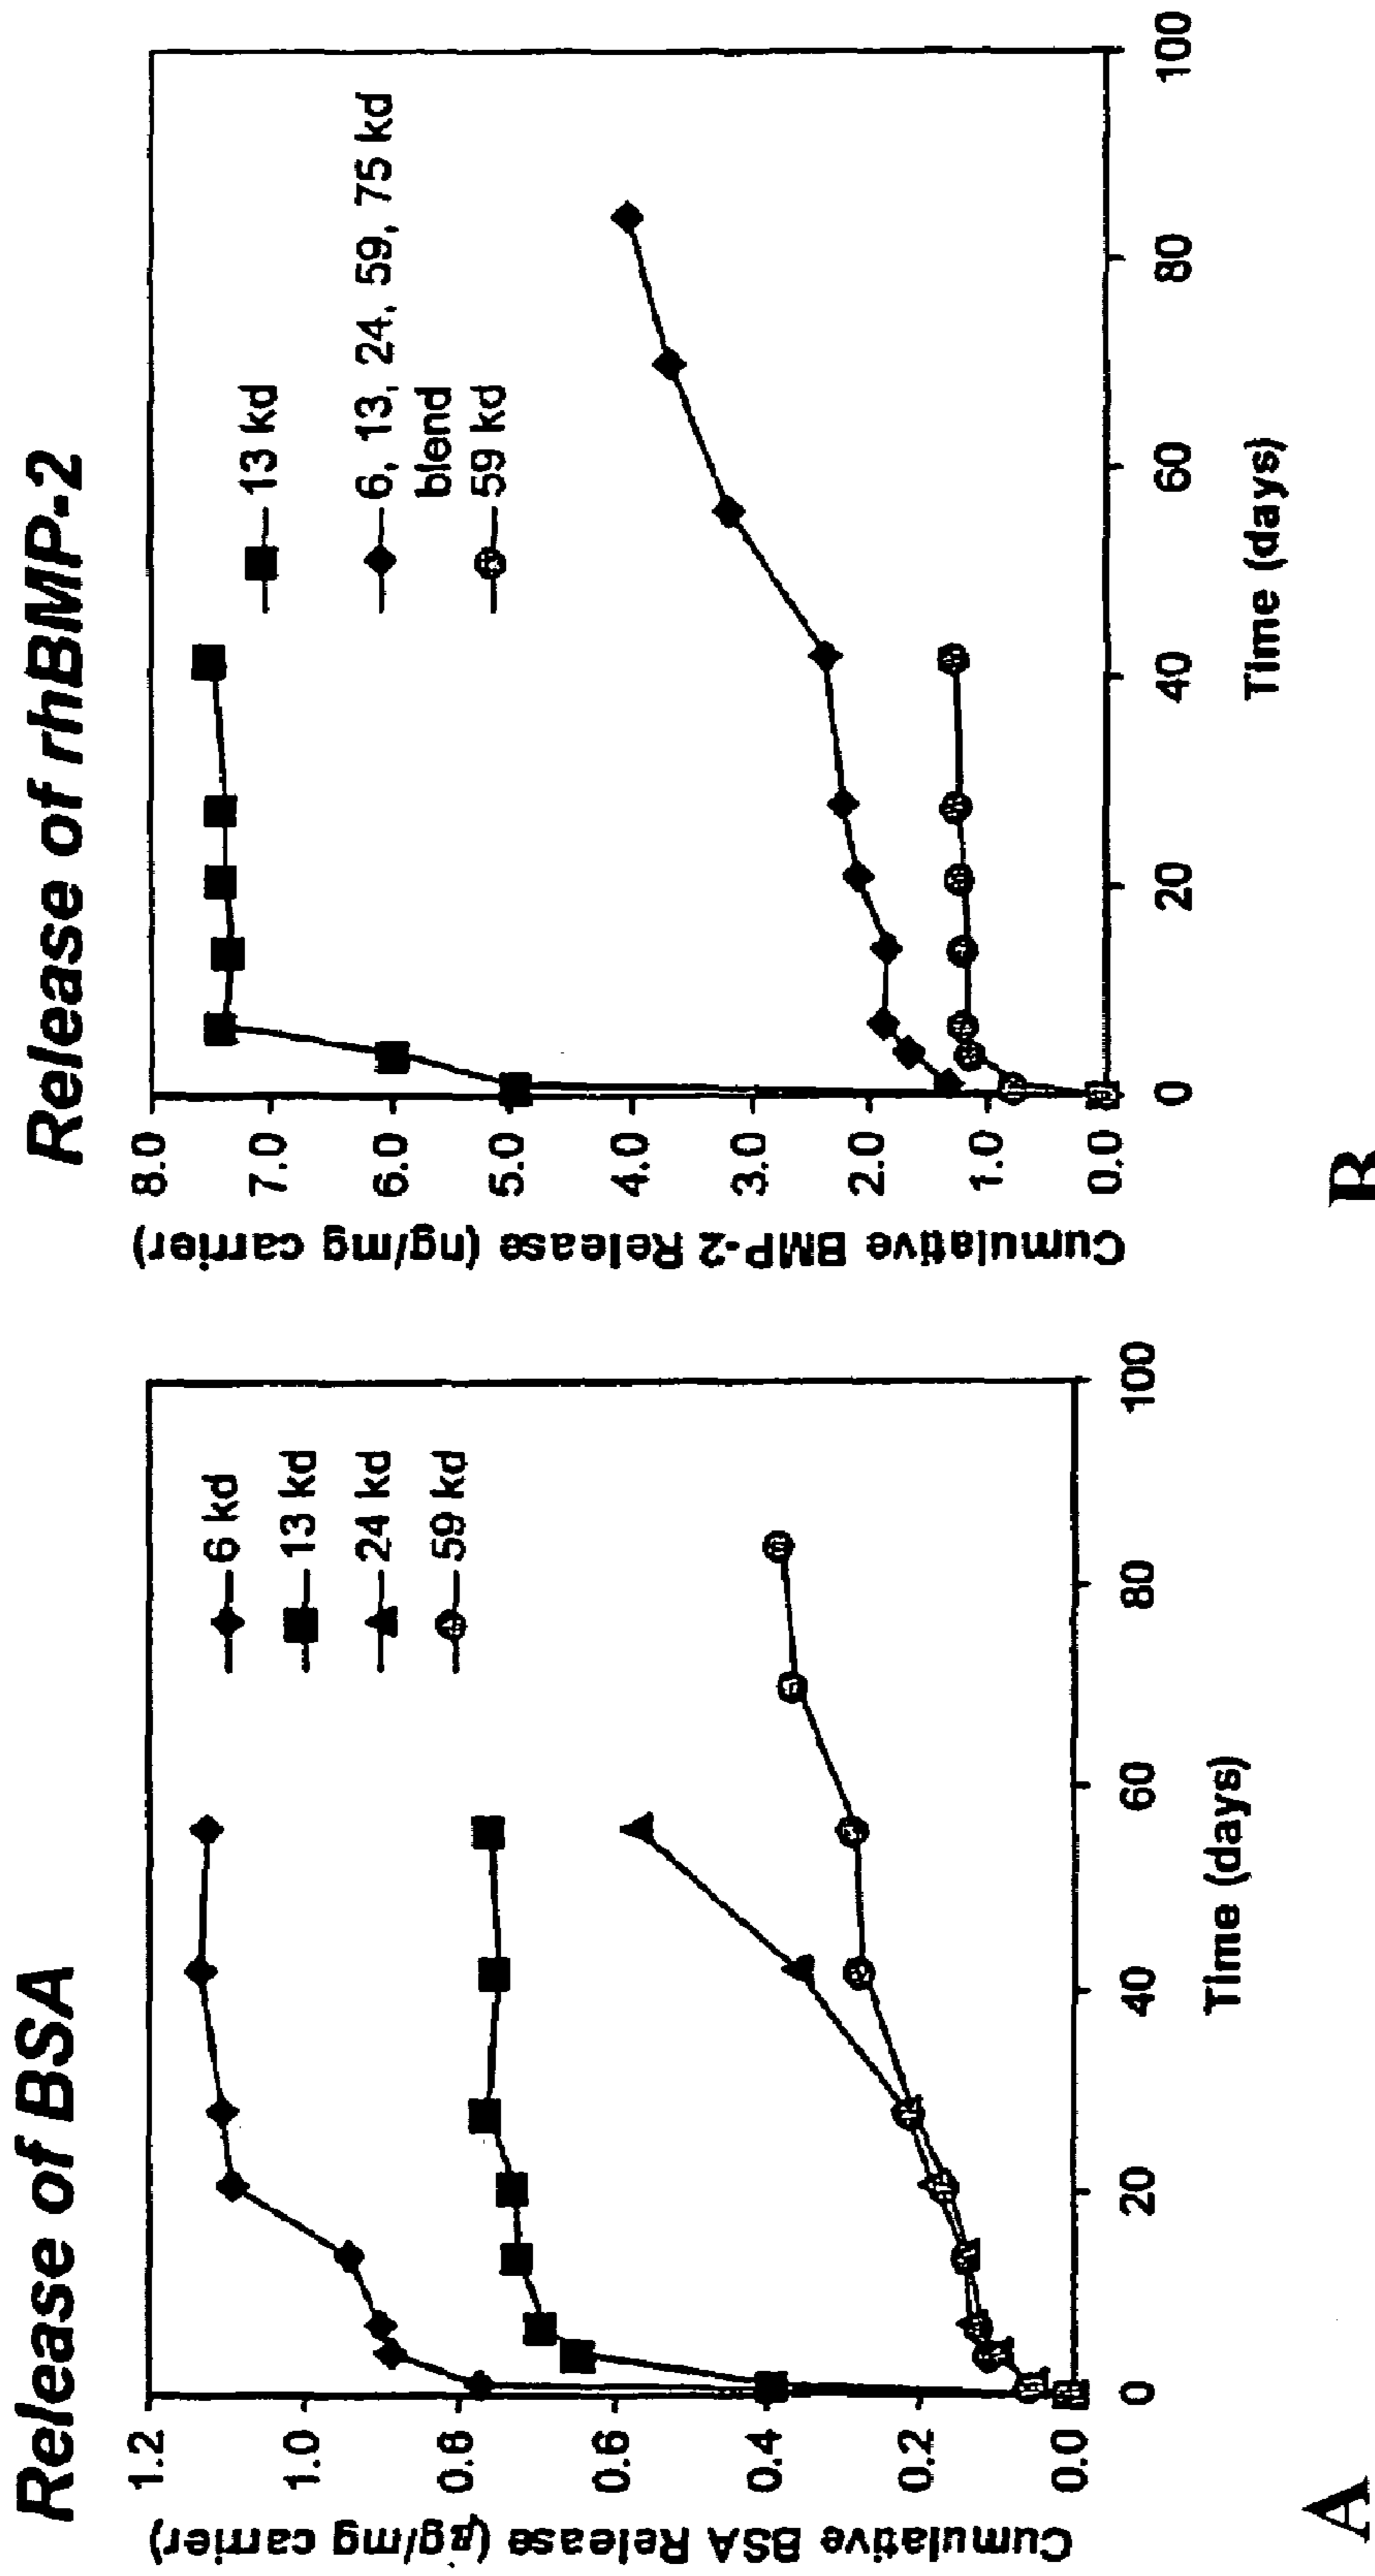 Release of BSA
Cumulative BSA Release (µg/mg carrier)
1.2
1.0
0.8
0.6
0.4
0.2
0.0
0
20
40
60
80
100
Time (days)
6 kd
13 kd
24 kd
59 kd
A
Release of rhBMP-2
Cumulative BMP-2 Release (ng/mg carrier)
8.0
7.0
6.0
5.0
4.0
3.0
2.0
1.0
0.0
0
20
40
60
80
100
Time (days)
13 kd
6, 13, 24, 59, 75 kd
blend
59 kd
B